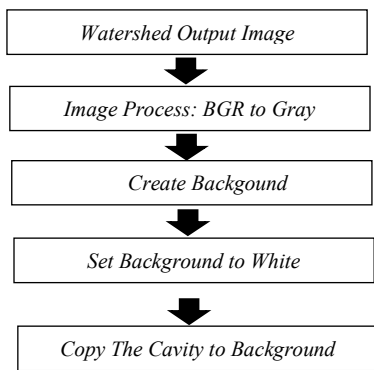 Watershed Output Image
Image Process: BGR to Gray
Create Backgound
Set Background to White
Copy The Cavity to Background